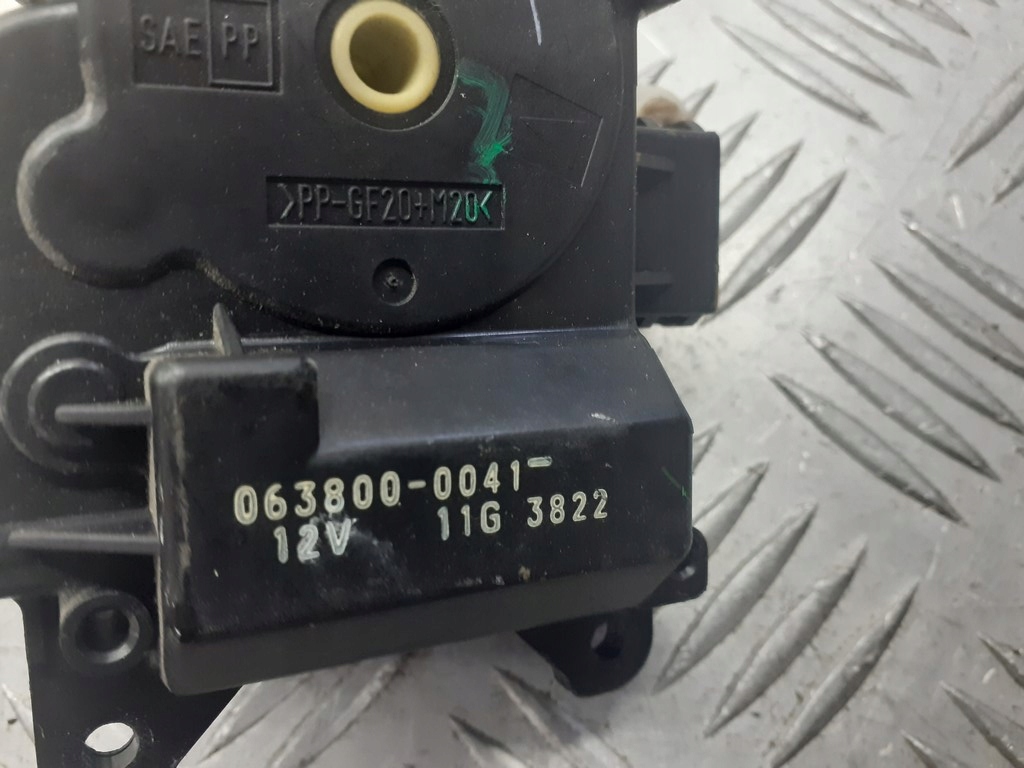 SAE PP
>PP-GF20+M20<
063800-0041
12V 11G 3822